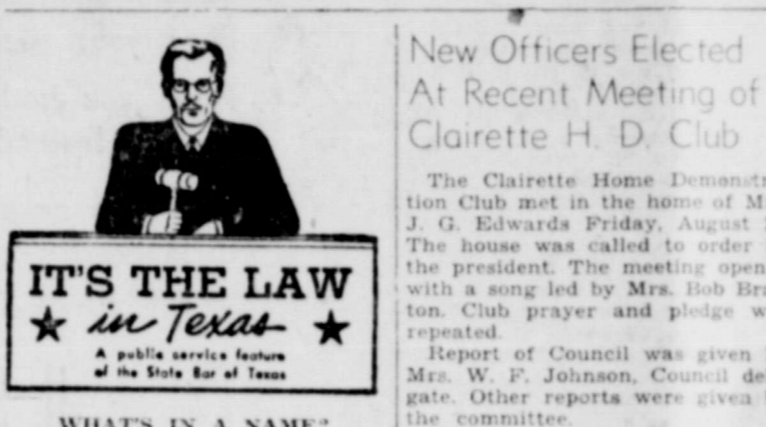 IT'S THE LAW
in Texas
A public service feature
of the State Bar of Texas
WHAT'S IN A NAME?
New Officers Elected
At Recent Meeting of
Clairette H. D. Club
The Clairette Home Demonstra
tion Club met in the home of M
J. G. Edwards Friday, August
The house was called to order
the president. The meeting open
with a song led by Mrs. Bob Bra
ton. Club prayer and pledge w
repeated.
Report of Council was given
Mrs. W. F. Johnson, Council de
gate. Other reports were given
the committee.